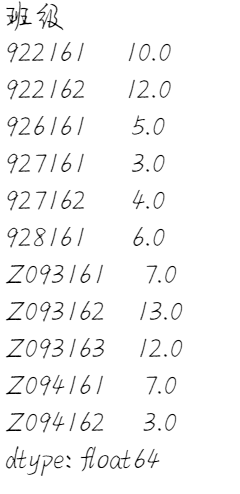 班级
922161 10.0
922162 12.0
926161 5.0
927161 3.0
927162 4.0
928161 6.0
Z093161 7.0
Z093162 13.0
Z093163 12.0
Z094161 7.0
Z094162 3.0
dtype: float64